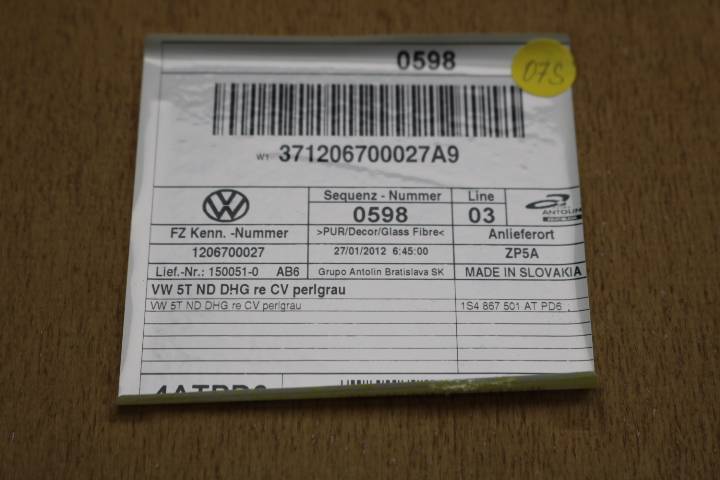 0598
07S
W1 371206700027A9
Sequenz - Nummer
Line
0598
03
ANTOLIN
FZ Kenn. -Nummer
>PUR/Decor/Glass Fibre<
Anlieferort
1206700027
27/01/2012 6:45:00
ZP5A
Lief.-Nr.: 150051-0 AB6
Grupo Antolin Bratislava SK
MADE IN SLOVAKIA
VW 5T ND DHG re CV perlgrau
VW 5T ND DHG re CV perlgrau
1S4 867 501 AT PD6